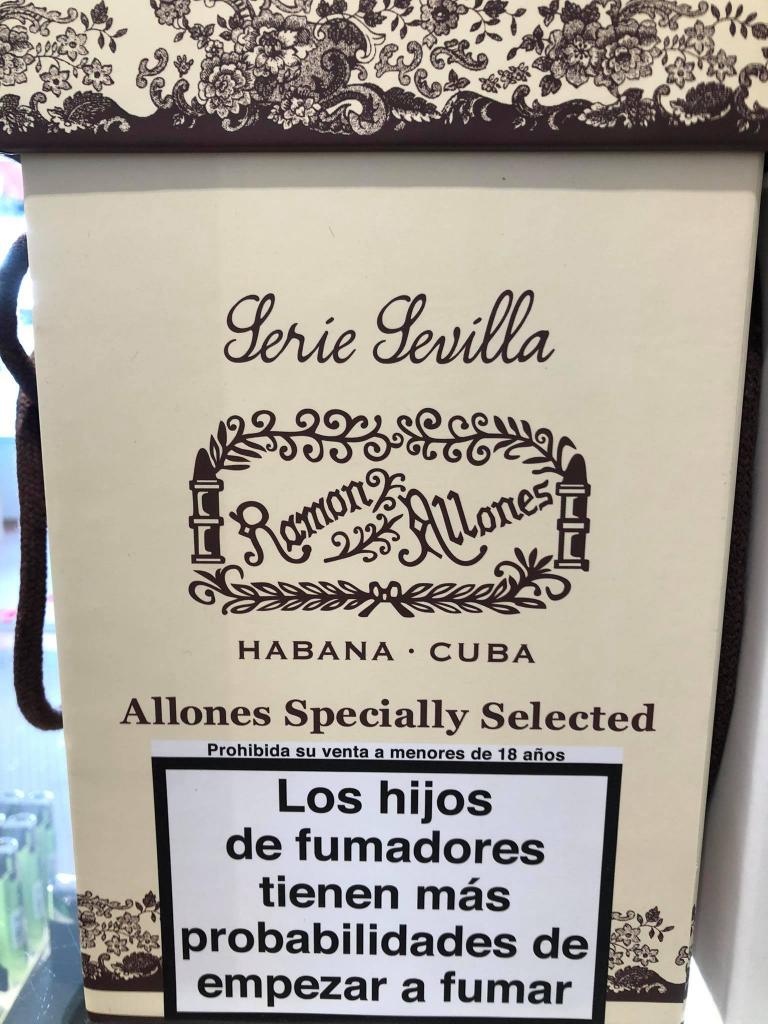 Serie Sevilla
Ramon Allones
HABANA · CUBA
Allones Specially Selected
Prohibida su venta a menores de 18 años
Los hijos
de fumadores
tienen más
probabilidades de
empezar a fumar